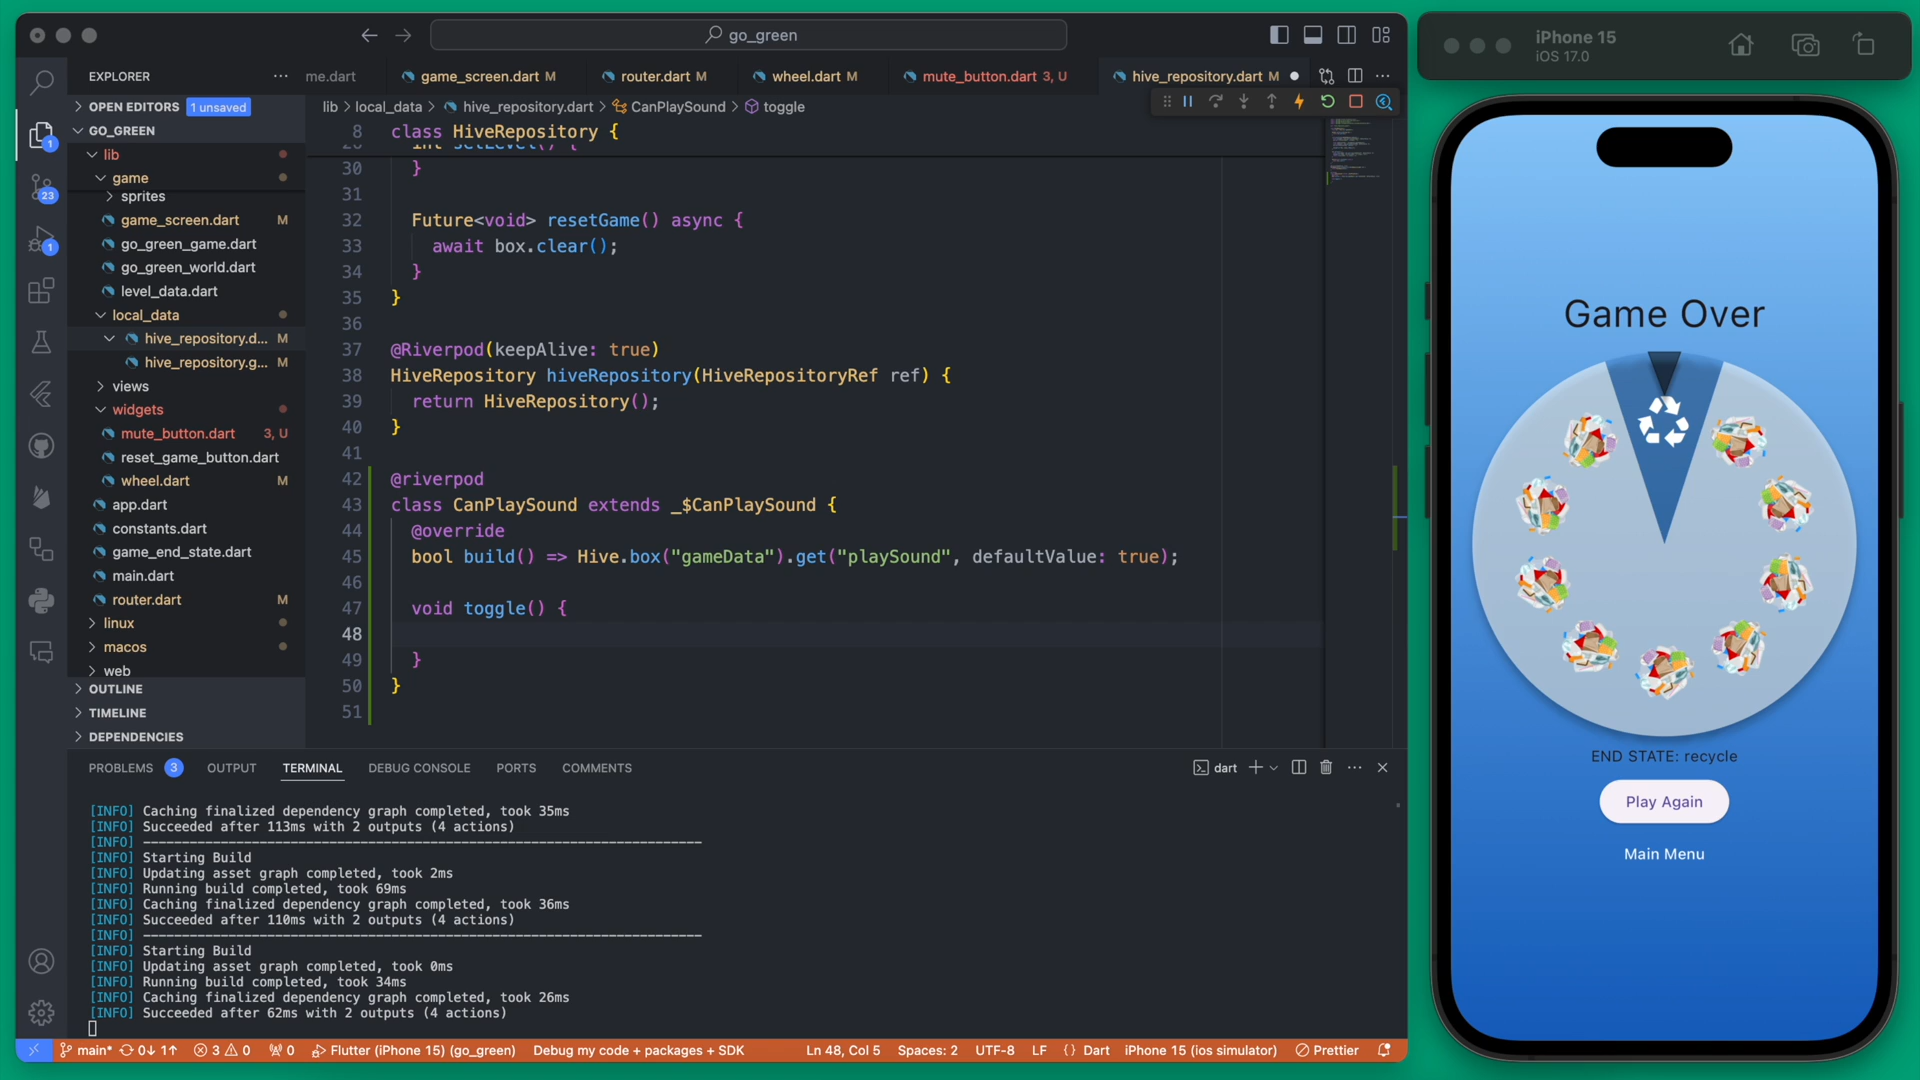 go_green
EXPLORER
me.dart
game_screen.dart M
router.dart M
wheel.dart M
mute_button.dart 3, U
hive_repository.dart M
OPEN EDITORS 1 unsaved
lib > local_data > hive_repository.dart > CanPlaySound > toggle
GO_GREEN
lib
game
sprites
game_screen.dart M
go_green_game.dart
go_green_world.dart
level_data.dart
local_data
hive_repository.d... M
hive_repository.g... M
views
widgets
mute_button.dart 3, U
reset_game_button.dart
wheel.dart M
app.dart
constants.dart
game_end_state.dart
main.dart
router.dart M
linux
macos
web
OUTLINE
TIMELINE
DEPENDENCIES
1
23
1
8 class HiveRepository {
30 }
31
32 Future<void> resetGame() async {
33 await box.clear();
34 }
35 }
36
37 @Riverpod(keepAlive: true)
38 HiveRepository hiveRepository(HiveRepositoryRef ref) {
39 return HiveRepository();
40 }
41
42 @riverpod
43 class CanPlaySound extends _$CanPlaySound {
44 @override
45 bool build() => Hive.box("gameData").get("playSound", defaultValue: true);
46
47 void toggle() {
48
49 }
50 }
51
PROBLEMS 3 OUTPUT TERMINAL DEBUG CONSOLE PORTS COMMENTS
dart
[INFO] Caching finalized dependency graph completed, took 35ms
[INFO] Succeeded after 113ms with 2 outputs (4 actions)
[INFO] ----------------------------------------------------------------------
[INFO] Starting Build
[INFO] Updating asset graph completed, took 2ms
[INFO] Running build completed, took 69ms
[INFO] Caching finalized dependency graph completed, took 36ms
[INFO] Succeeded after 110ms with 2 outputs (4 actions)
[INFO] ----------------------------------------------------------------------
[INFO] Starting Build
[INFO] Updating asset graph completed, took 0ms
[INFO] Running build completed, took 34ms
[INFO] Caching finalized dependency graph completed, took 26ms
[INFO] Succeeded after 62ms with 2 outputs (4 actions)
main* 0↓ 1↑ 3 0 0 Flutter (iPhone 15) (go_green) Debug my code + packages + SDK Ln 48, Col 5 Spaces: 2 UTF-8 LF {} Dart iPhone 15 (ios simulator) Prettier
iPhone 15
iOS 17.0
Game Over
END STATE: recycle
Play Again
Main Menu